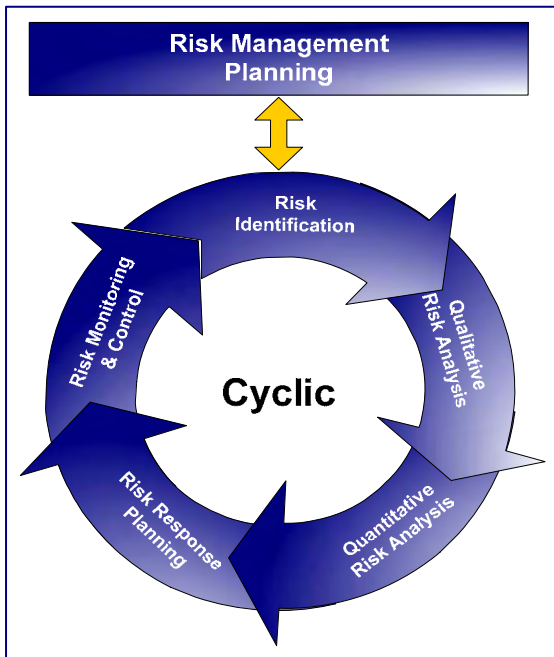 Risk Management
Planning
Risk
Identification
Qualitative
Risk Analysis
Quantitative
Risk Analysis
Risk Response
Planning
Risk Monitoring
& Control
Cyclic